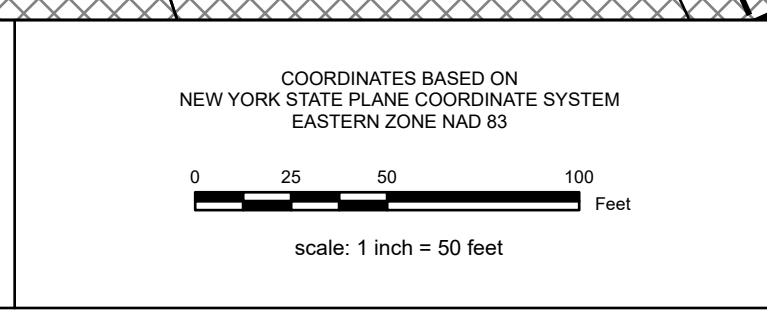 COORDINATES BASED ON
NEW YORK STATE PLANE COORDINATE SYSTEM
EASTERN ZONE NAD 83
0 25 50 100
Feet
scale: 1 inch = 50 feet